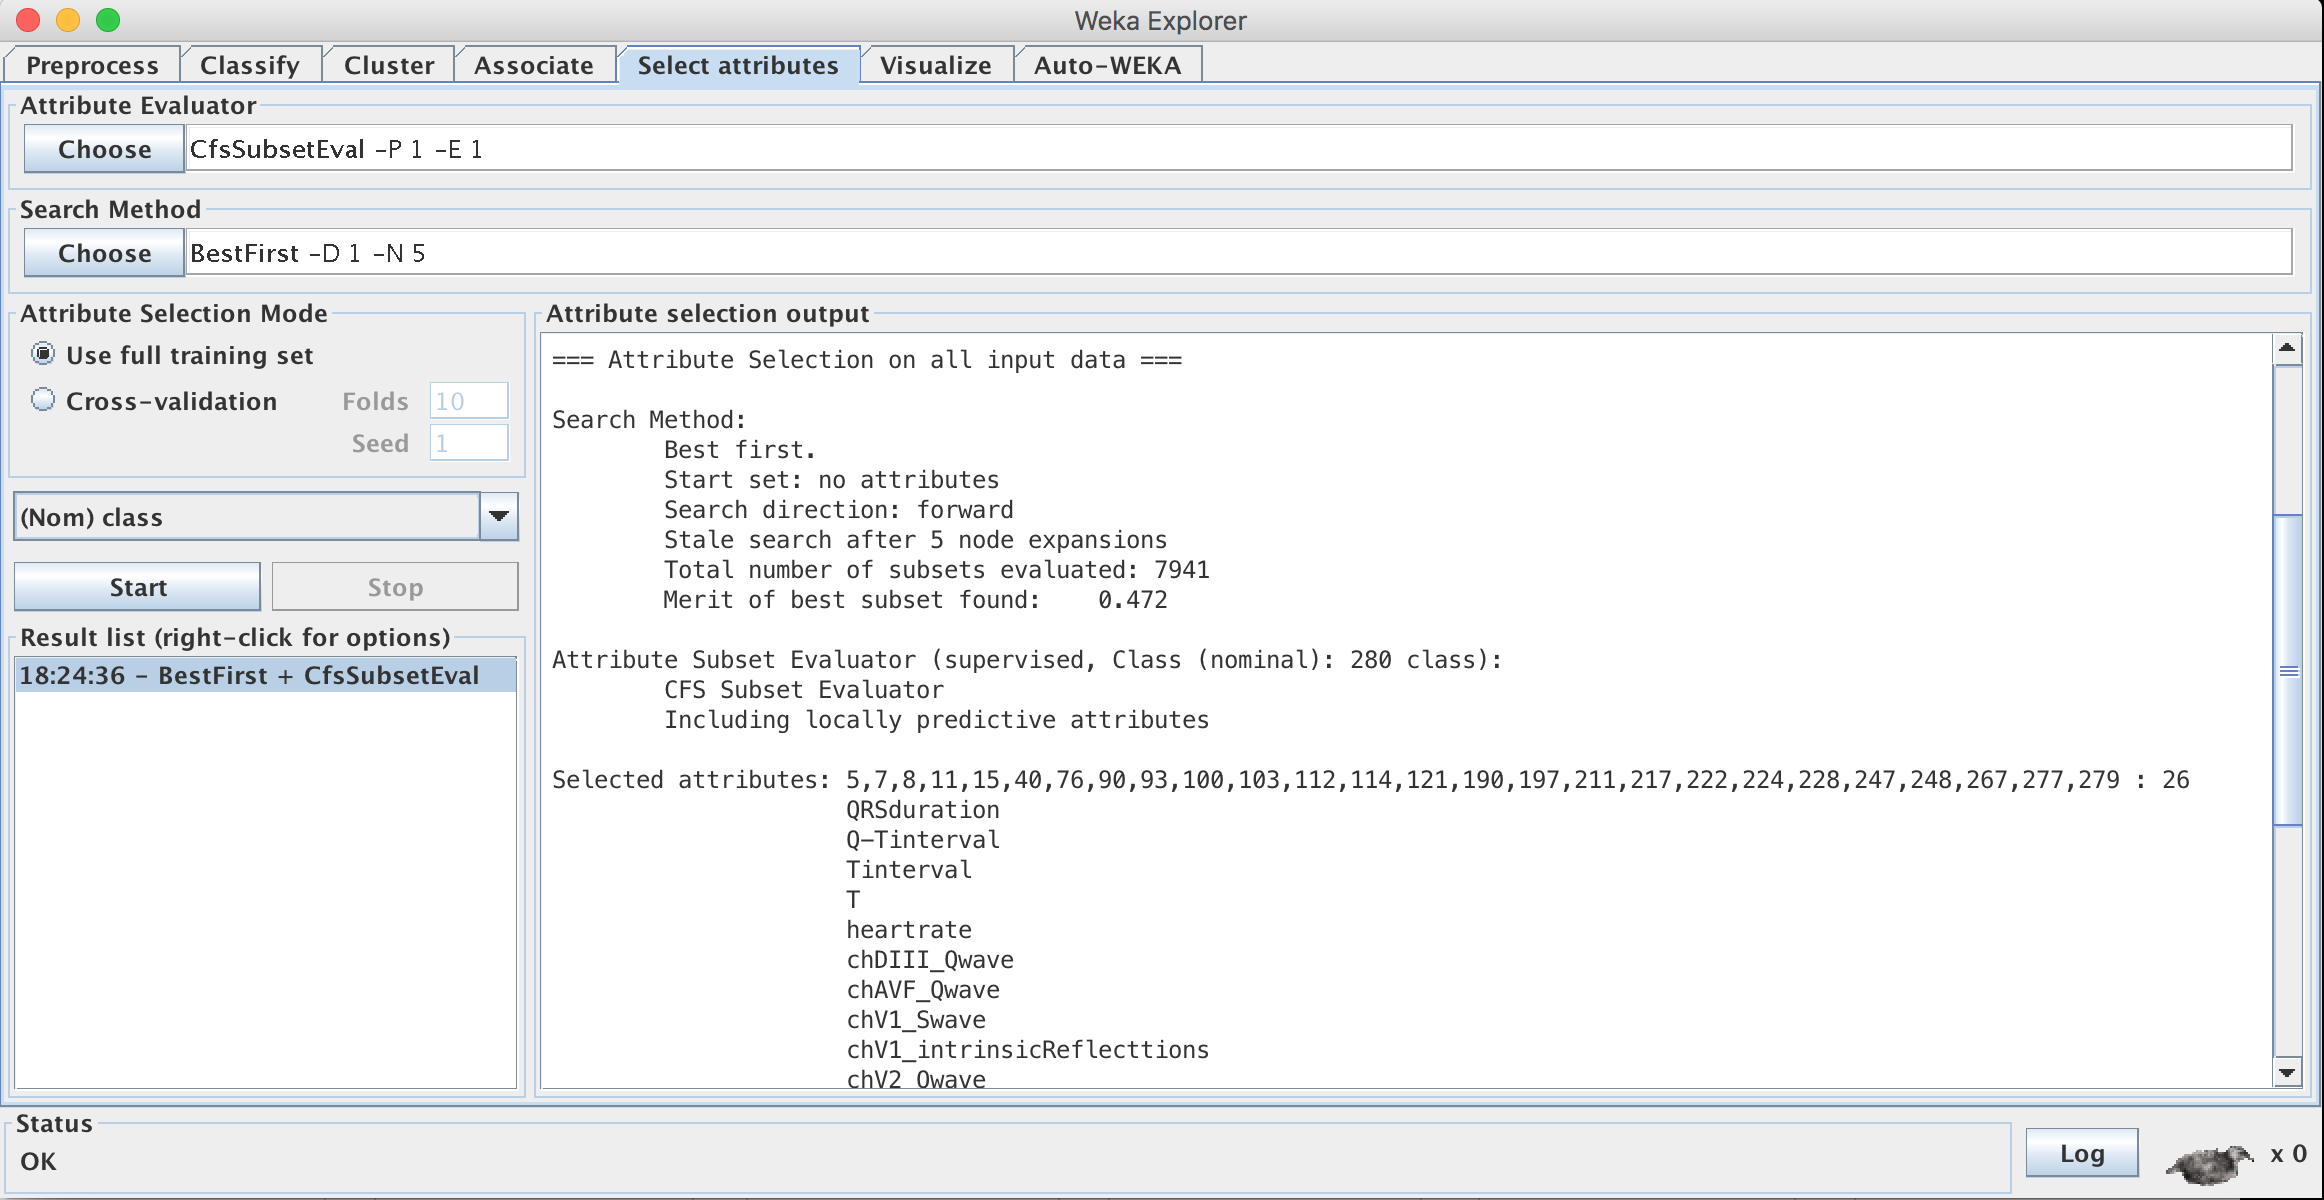 Weka Explorer
Preprocess Classify Cluster Associate Select attributes Visualize Auto-WEKA
Attribute Evaluator
Choose CfsSubsetEval -P 1 -E 1
Search Method
Choose BestFirst -D 1 -N 5
Attribute Selection Mode
Use full training set
Cross-validation Folds 10
Seed 1
(Nom) class
Start Stop
Result list (right-click for options)
18:24:36 - BestFirst + CfsSubsetEval
Attribute selection output
=== Attribute Selection on all input data ===
Search Method:
Best first.
Start set: no attributes
Search direction: forward
Stale search after 5 node expansions
Total number of subsets evaluated: 7941
Merit of best subset found: 0.472
Attribute Subset Evaluator (supervised, Class (nominal): 280 class):
CFS Subset Evaluator
Including locally predictive attributes
Selected attributes: 5,7,8,11,15,40,76,90,93,100,103,112,114,121,190,197,211,217,222,224,228,247,248,267,277,279 : 26
QRSduration
Q-Tinterval
Tinterval
T
heartrate
chDIII_Qwave
chAVF_Qwave
chV1_Swave
chV1_intrinsicReflecttions
chV2_Qwave
Status
OK
Log x 0